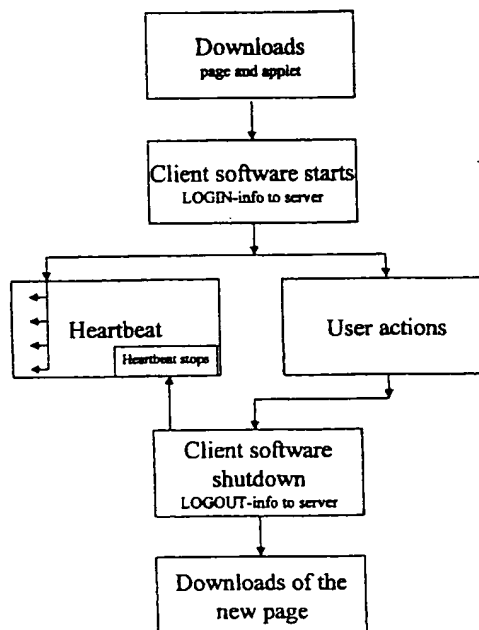 Downloads
page and applet
Client software starts
LOGIN-info to server
Heartbeat
Heartbeat stops
User actions
Client software
shutdown
LOGOUT-info to server
Downloads of the
new page